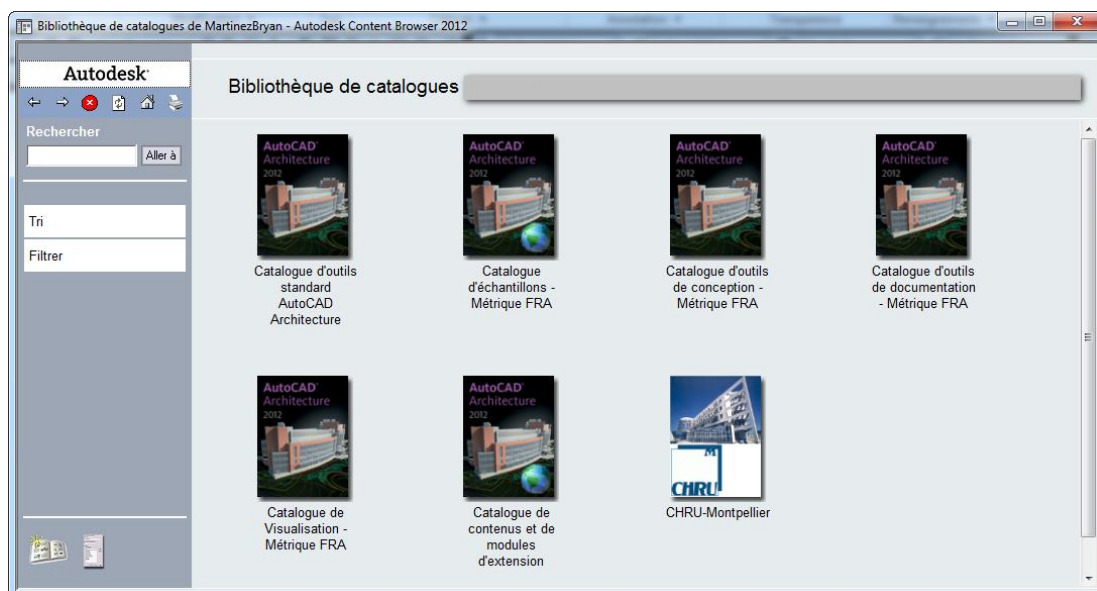 Bibliothèque de catalogues de MartinezBryan - Autodesk Content Browser 2012
Autodesk
Bibliothèque de catalogues
Rechercher
Aller à
Tri
Filtrer
AutoCAD
Architecture
2012
Catalogue d'outils
standard
AutoCAD
Architecture
AutoCAD
Architecture
2012
Catalogue
d'échantillons -
Métrique FRA
AutoCAD
Architecture
2012
Catalogue d'outils
de conception -
Métrique FRA
AutoCAD
Architecture
2012
Catalogue d'outils
de documentation
- Métrique FRA
AutoCAD
Architecture
2012
Catalogue de
Visualisation -
Métrique FRA
AutoCAD
Architecture
2012
Catalogue de
contenus et de
modules
d'extension
M
CHRU
CHRU-Montpellier